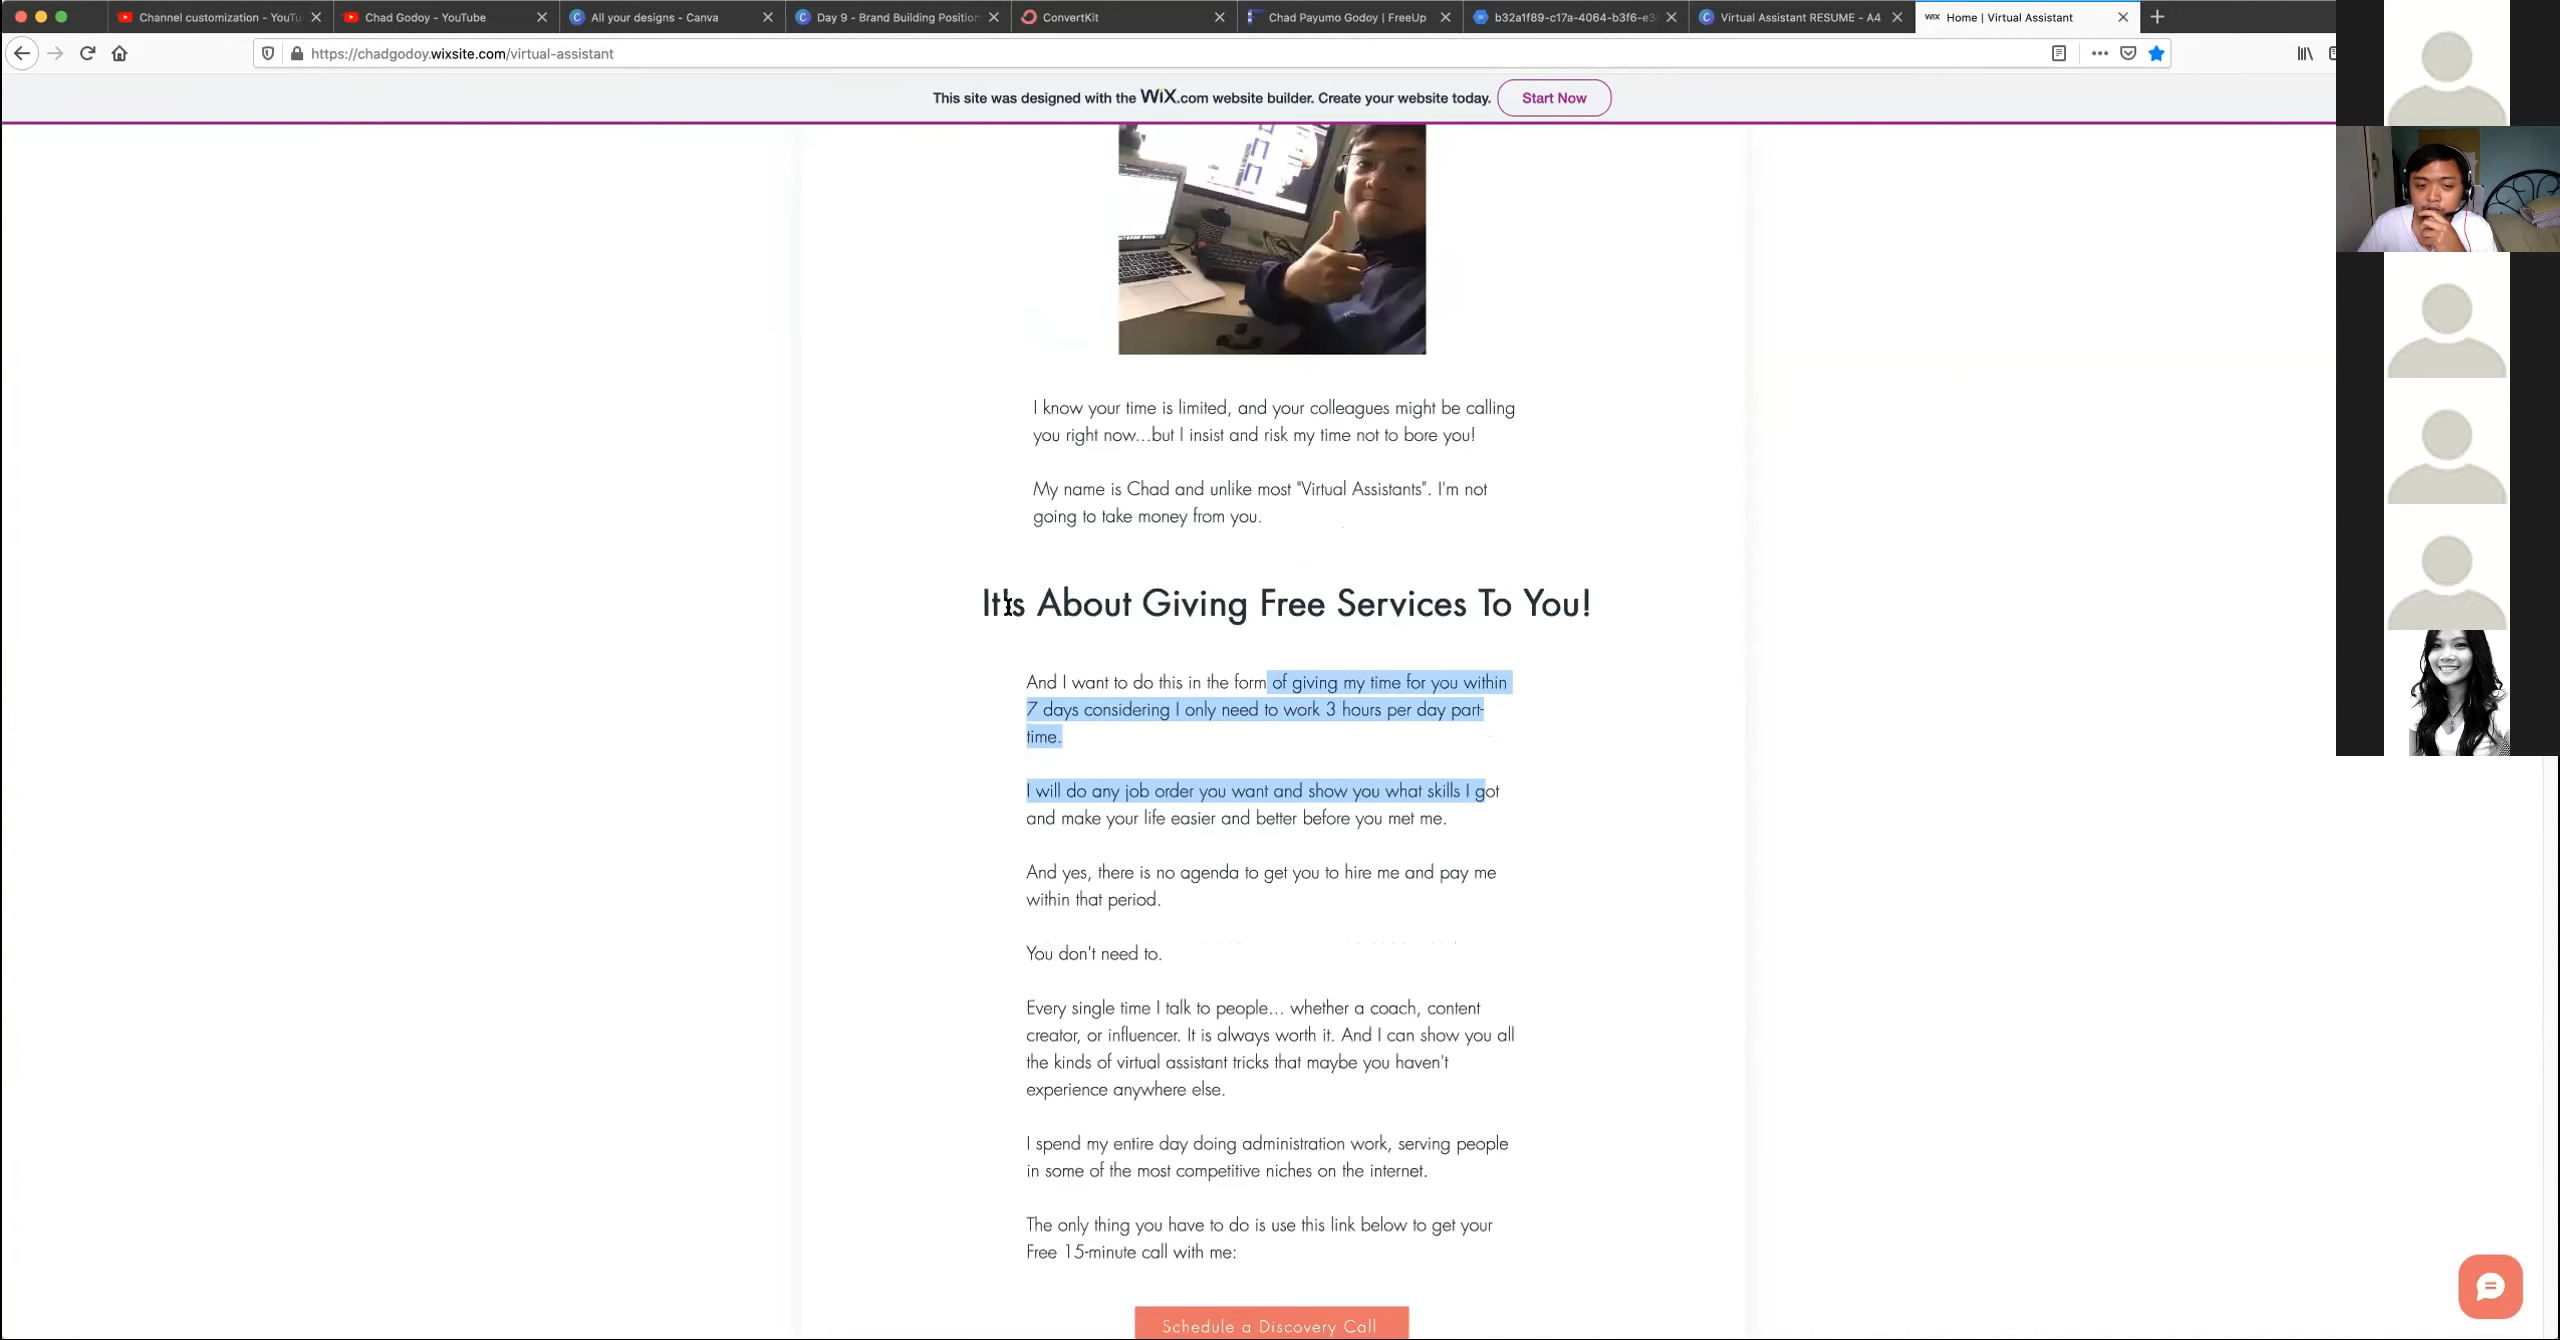 Channel customization - YouTu
Chad Godoy - YouTube
All your designs - Canva
Day 9 - Brand Building Position
ConvertKit
Chad Payumo Godoy | FreeUp
b32a1f89-c17a-4064-b3f6-e3
Virtual Assistant RESUME - A4
WIX Home | Virtual Assistant
https://chadgodoy.wixsite.com/virtual-assistant
This site was designed with the WiX.com website builder. Create your website today. Start Now
I know your time is limited, and your colleagues might be calling
you right now...but I insist and risk my time not to bore you!
My name is Chad and unlike most "Virtual Assistants". I'm not
going to take money from you.
It's About Giving Free Services To You!
And I want to do this in the form of giving my time for you within
7 days considering I only need to work 3 hours per day part-
time.
I will do any job order you want and show you what skills I got
and make your life easier and better before you met me.
And yes, there is no agenda to get you to hire me and pay me
within that period.
You don't need to.
Every single time I talk to people... whether a coach, content
creator, or influencer. It is always worth it. And I can show you all
the kinds of virtual assistant tricks that maybe you haven't
experience anywhere else.
I spend my entire day doing administration work, serving people
in some of the most competitive niches on the internet.
The only thing you have to do is use this link below to get your
Free 15-minute call with me:
Schedule a Discovery Call